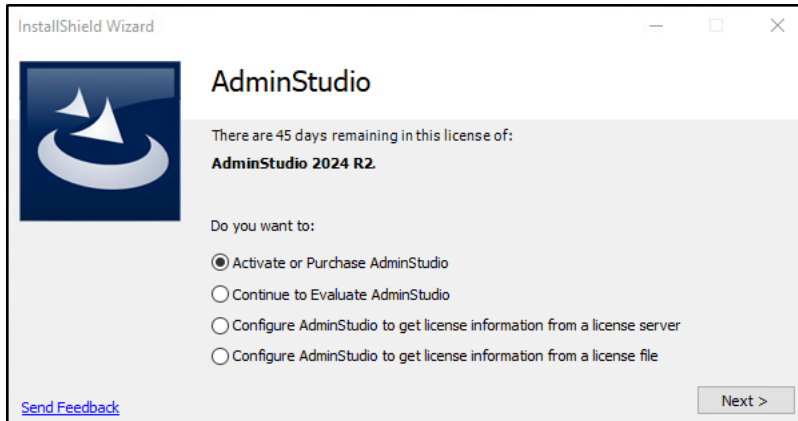 InstallShield Wizard
AdminStudio
There are 45 days remaining in this license of:
AdminStudio 2024 R2.
Do you want to:
Activate or Purchase AdminStudio
Continue to Evaluate AdminStudio
Configure AdminStudio to get license information from a license server
Configure AdminStudio to get license information from a license file
Send Feedback
Next >